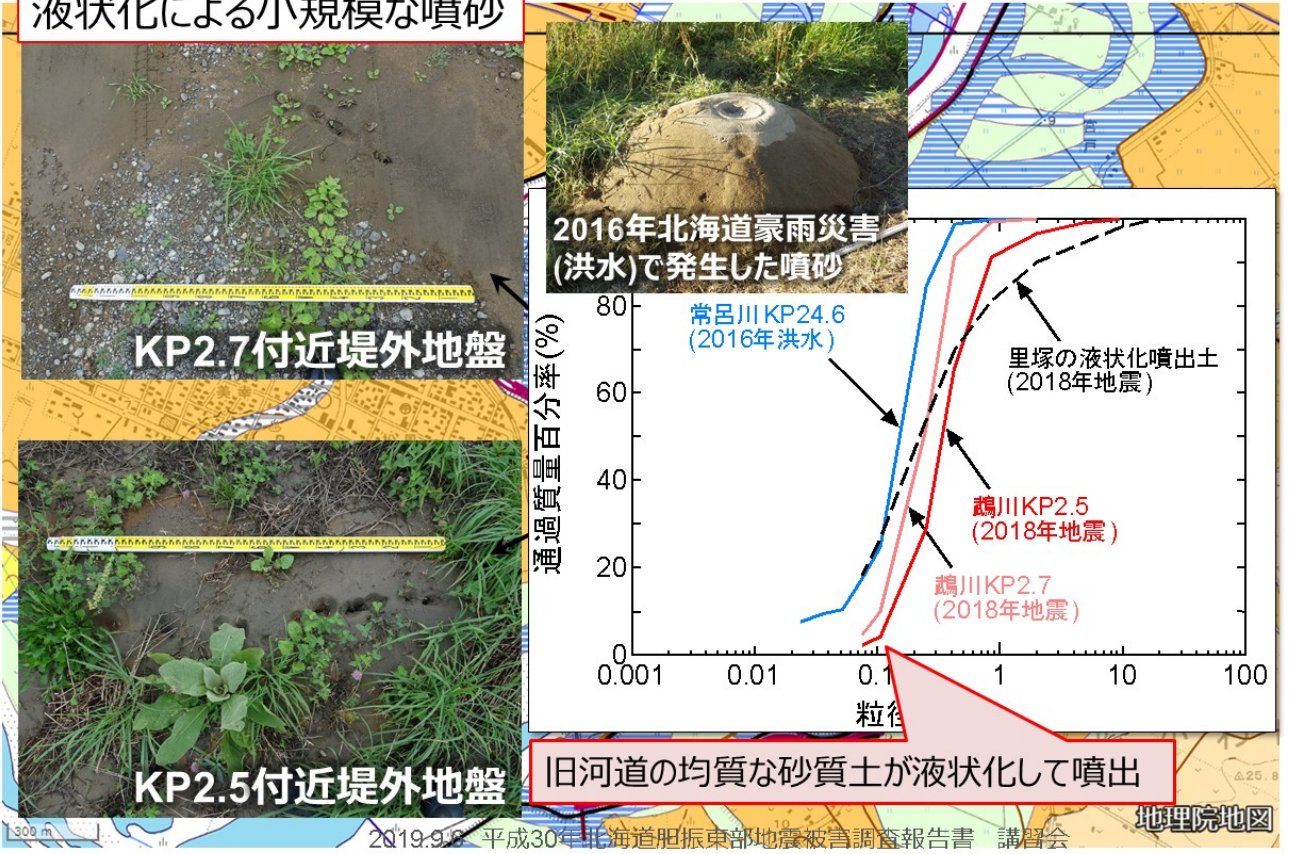 液状化による小規模な噴砂
KP2.7付近堤外地盤
KP2.5付近堤外地盤
2016年北海道豪雨災害
(洪水)で発生した噴砂
通過質量百分率(%)
80
60
40
20
0
0.001
0.01
0.1
1
10
100
粒径
常呂川KP24.6
(2016年洪水)
里塚の液状化噴出土
(2018年地震)
鵡川KP2.5
(2018年地震)
鵡川KP2.7
(2018年地震)
旧河道の均質な砂質土が液状化して噴出
宮戸
美幸
△25.8
300 m
地理院地図
2019.9.6 平成30年北海道胆振東部地震被害調査報告書 講習会